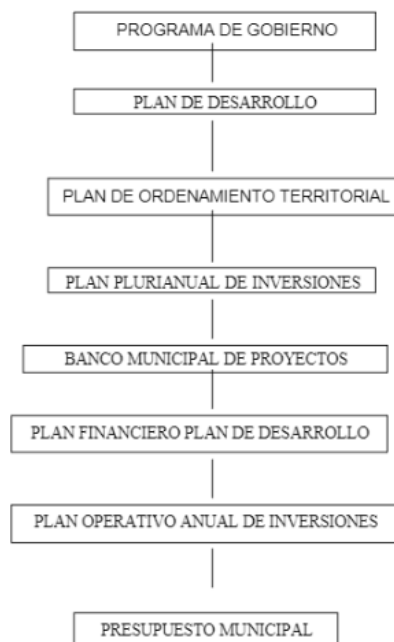 PROGRAMA DE GOBIERNO
PLAN DE DESARROLLO
PLAN DE ORDENAMIENTO TERRITORIAL
PLAN PLURIANUAL DE INVERSIONES
BANCO MUNICIPAL DE PROYECTOS
PLAN FINANCIERO PLAN DE DESARROLLO
PLAN OPERATIVO ANUAL DE INVERSIONES
PRESUPUESTO MUNICIPAL